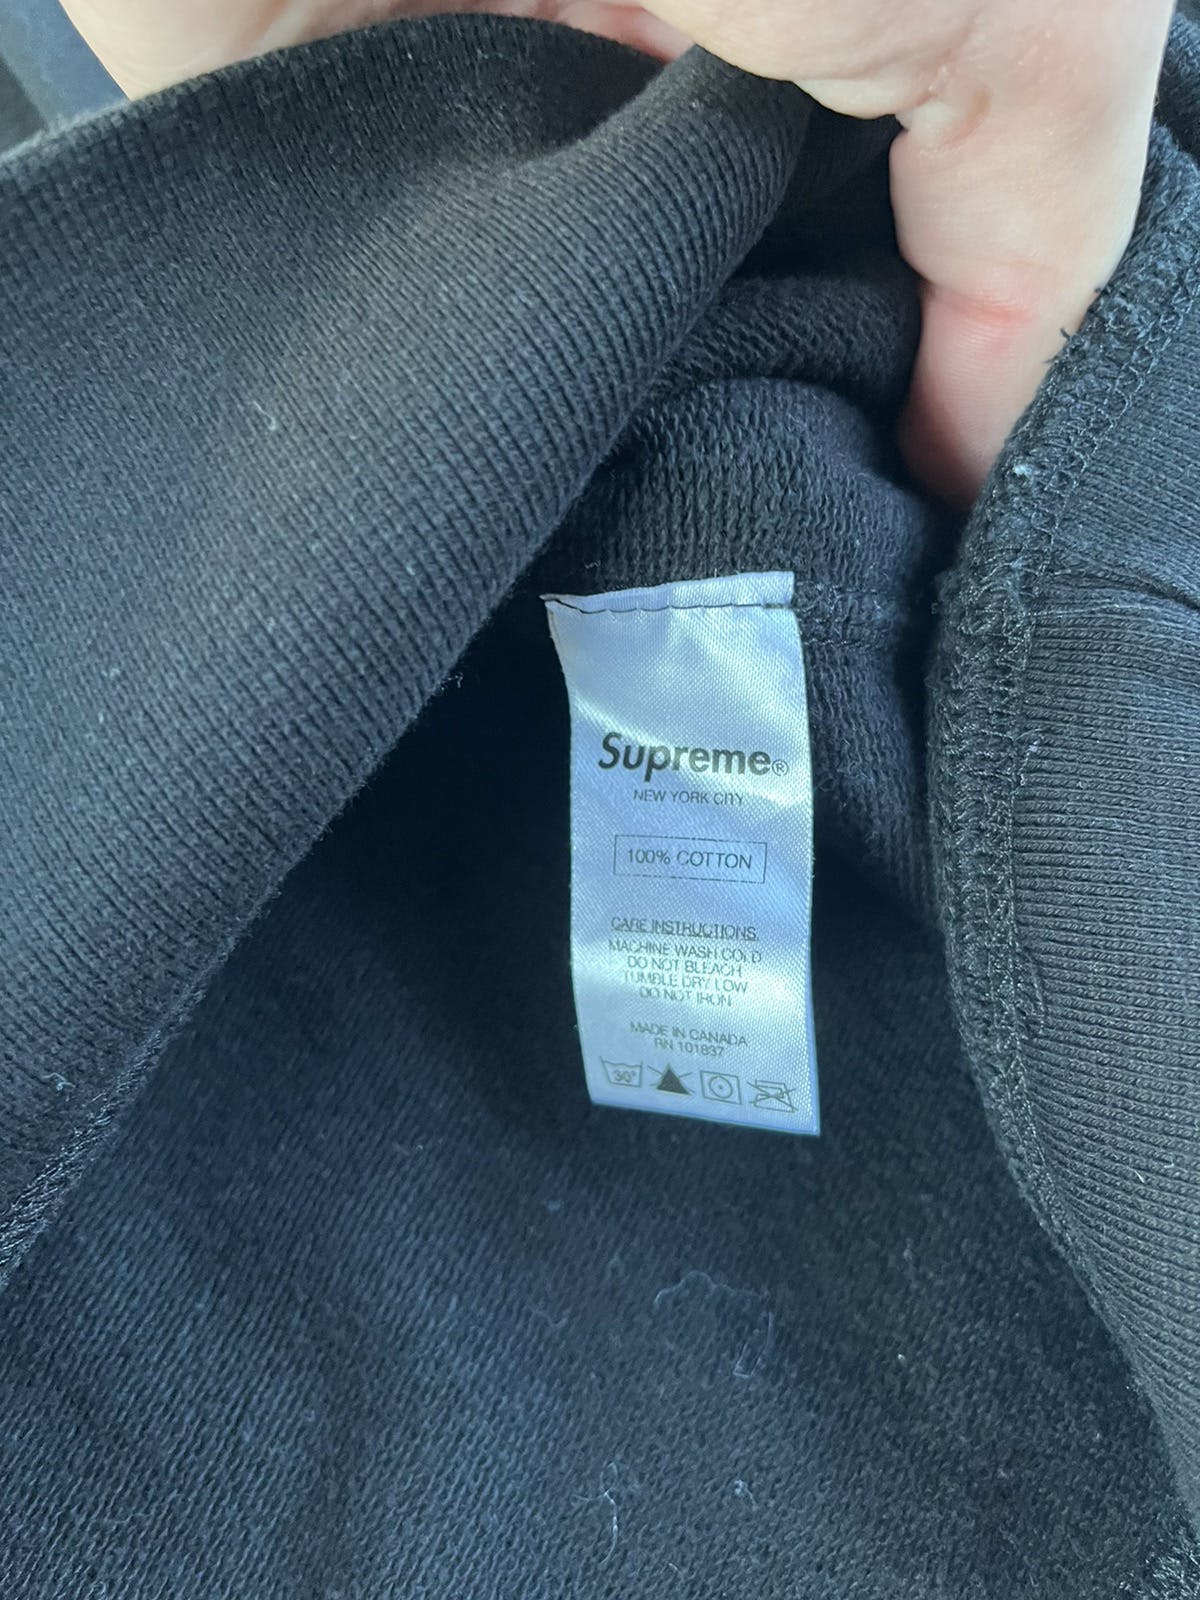 Supreme®
NEW YORK CITY
100% COTTON
CARE INSTRUCTIONS
MACHINE WASH COLD
DO NOT BLEACH
TUMBLE DRY LOW
DO NOT IRON
MADE IN CANADA
RN 101837
30°